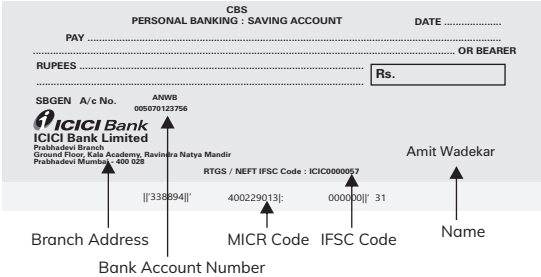 CBS
PERSONAL BANKING : SAVING ACCOUNT
DATE ...................
PAY ..............................................................................................................................
.................................................................................................................................. OR BEARER
RUPEES ..........................................................................................
..........................................................................................................
Rs.
SBGEN A/c No.
ANWB
005070123756
ICICI Bank
ICICI Bank Limited
Prabhadevi Branch
Ground Floor, Kala Academy, Ravindra Natya Mandir
Prabhadevi Mumbai - 400 028
Amit Wadekar
RTGS / NEFT IFSC Code : ICIC0000057
||'338894||' 400229013|: 000000||' 31
Branch Address
MICR Code
IFSC Code
Name
Bank Account Number